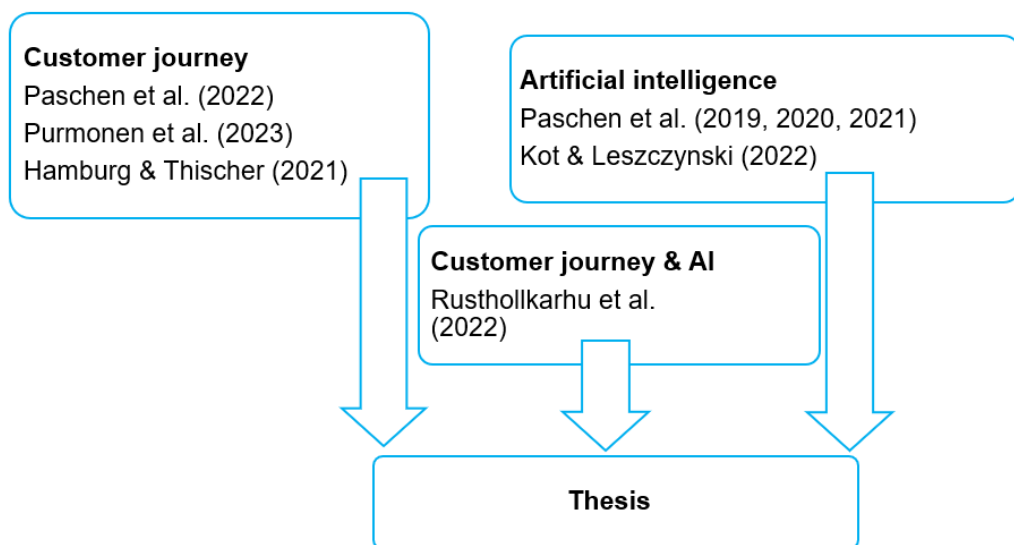 Customer journey
Paschen et al. (2022)
Purmonen et al. (2023)
Hamburg & Thischer (2021)
Artificial intelligence
Paschen et al. (2019, 2020, 2021)
Kot & Leszczynski (2022)
Customer journey & AI
Rusthollkarhu et al.
(2022)
Thesis